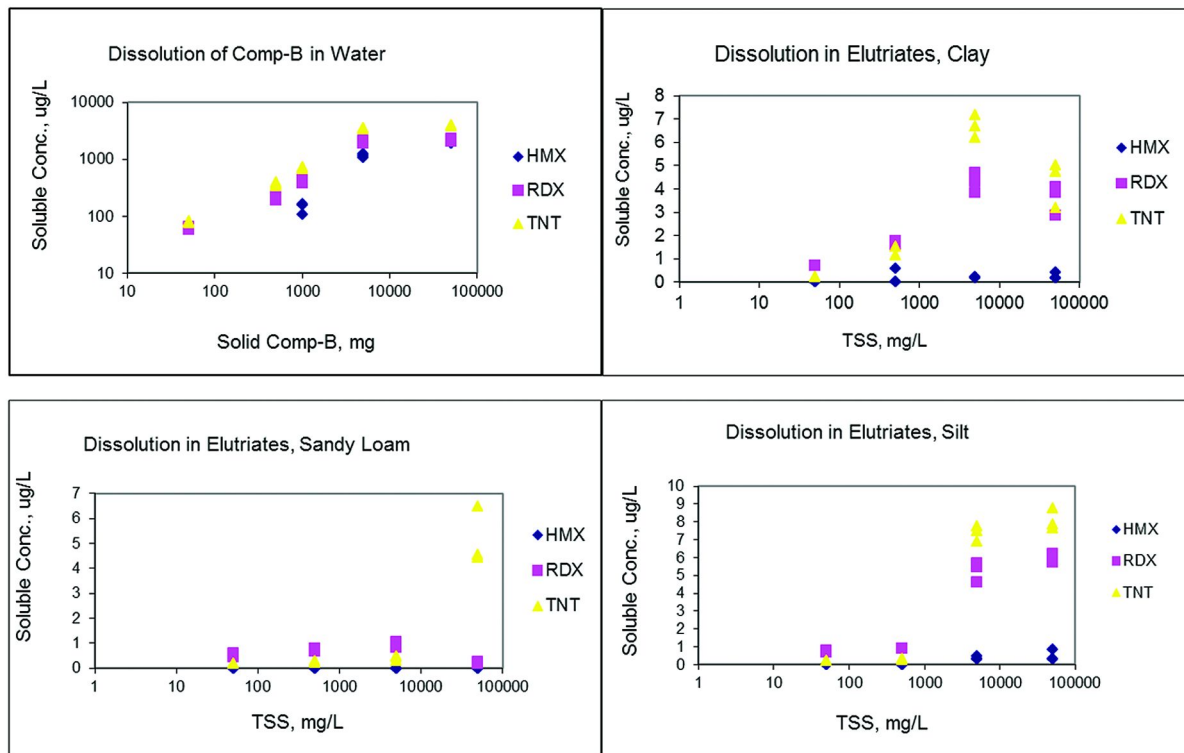 Dissolution of Comp-B in Water
Soluble Conc., ug/L
10000
1000
100
10
10 100 1000 10000 100000
Solid Comp-B, mg
HMX
RDX
TNT
Dissolution in Elutriates, Clay
Soluble Conc., ug/L
8
7
6
5
4
3
2
1
0
1 10 100 1000 10000 100000
TSS, mg/L
HMX
RDX
TNT
Dissolution in Elutriates, Sandy Loam
Soluble Conc., ug/L
7
6
5
4
3
2
1
0
1 10 100 1000 10000 100000
TSS, mg/L
HMX
RDX
TNT
Dissolution in Elutriates, Silt
Soluble Conc., ug/L
10
9
8
7
6
5
4
3
2
1
0
1 10 100 1000 10000 100000
TSS, mg/L
HMX
RDX
TNT